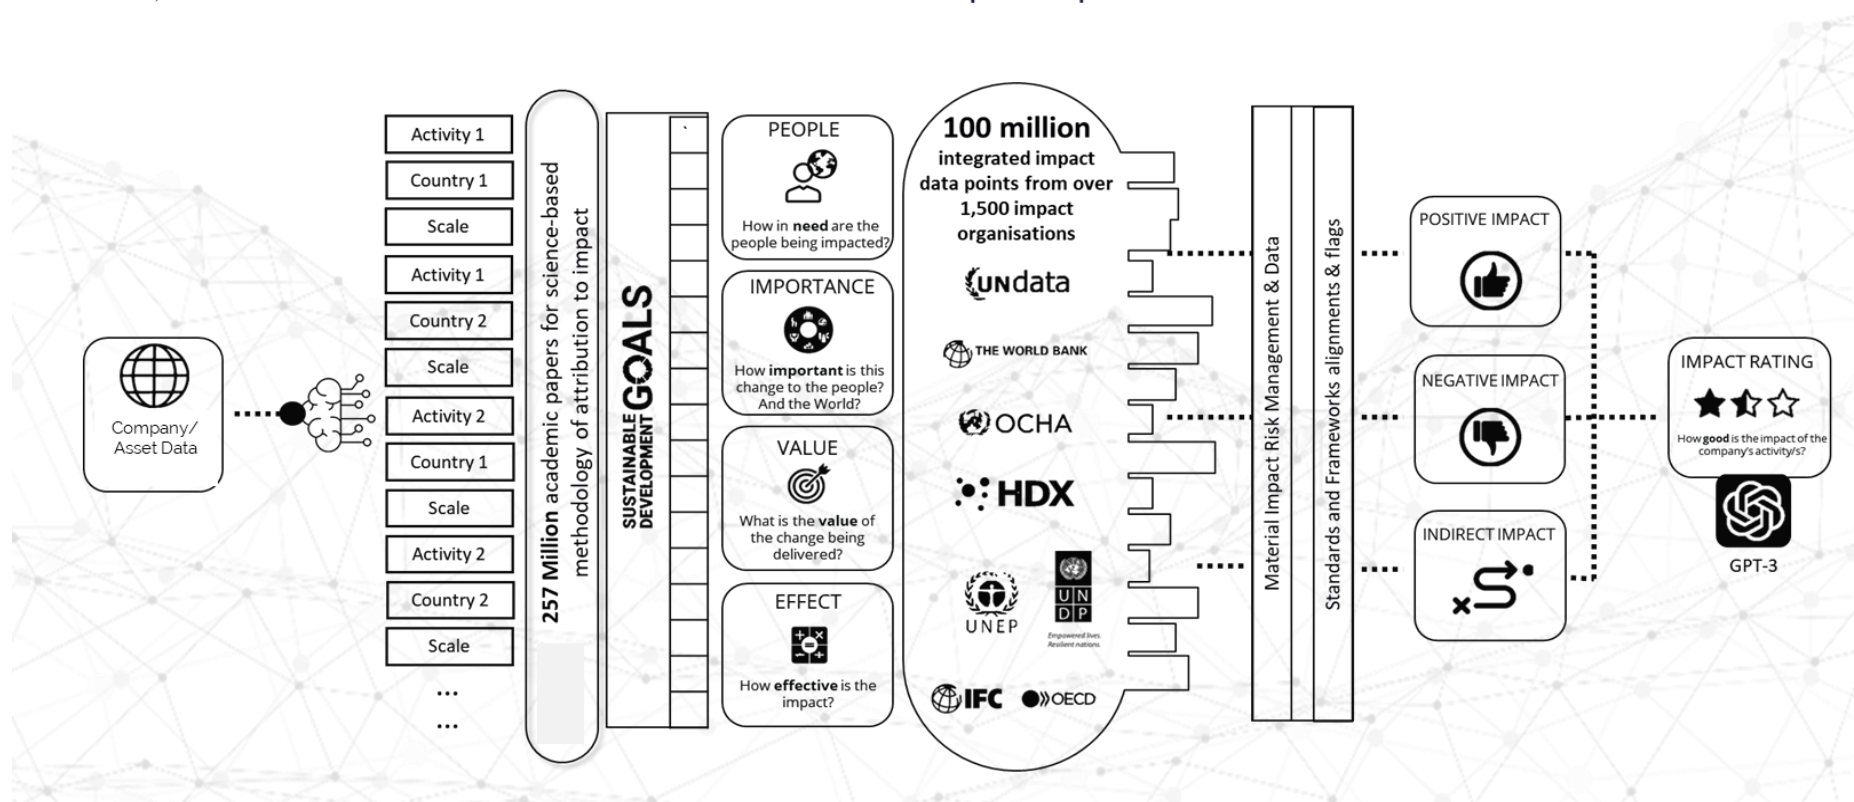 Company/
Asset Data
Activity 1
Country 1
Scale
Activity 1
Country 2
Scale
Activity 2
Country 1
Scale
Activity 2
Country 2
Scale
...
...
257 Million academic papers for science-based
methodology of attribution to impact
SUSTAINABLE
DEVELOPMENT
GOALS
PEOPLE
How in need are the
people being impacted?
IMPORTANCE
How important is this
change to the people?
And the World?
VALUE
What is the value of
the change being
delivered?
EFFECT
How effective is the
impact?
100 million
integrated impact
data points from over
1,500 impact
organisations
UNdata
THE WORLD BANK
OCHA
HDX
UNEP
U N
D P
Empowered lives.
Resilient nations.
IFC
OECD
Material Impact Risk Management & Data
Standards and Frameworks alignments & flags
POSITIVE IMPACT
NEGATIVE IMPACT
INDIRECT IMPACT
IMPACT RATING
How good is the impact of the
company's activity/s?
GPT-3